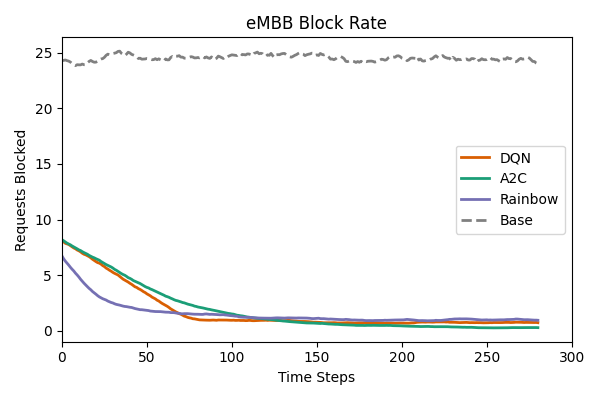 eMBB Block Rate
Requests Blocked
25
20
15
10
5
0
DQN
A2C
Rainbow
Base
0 50 100 150 200 250 300
Time Steps